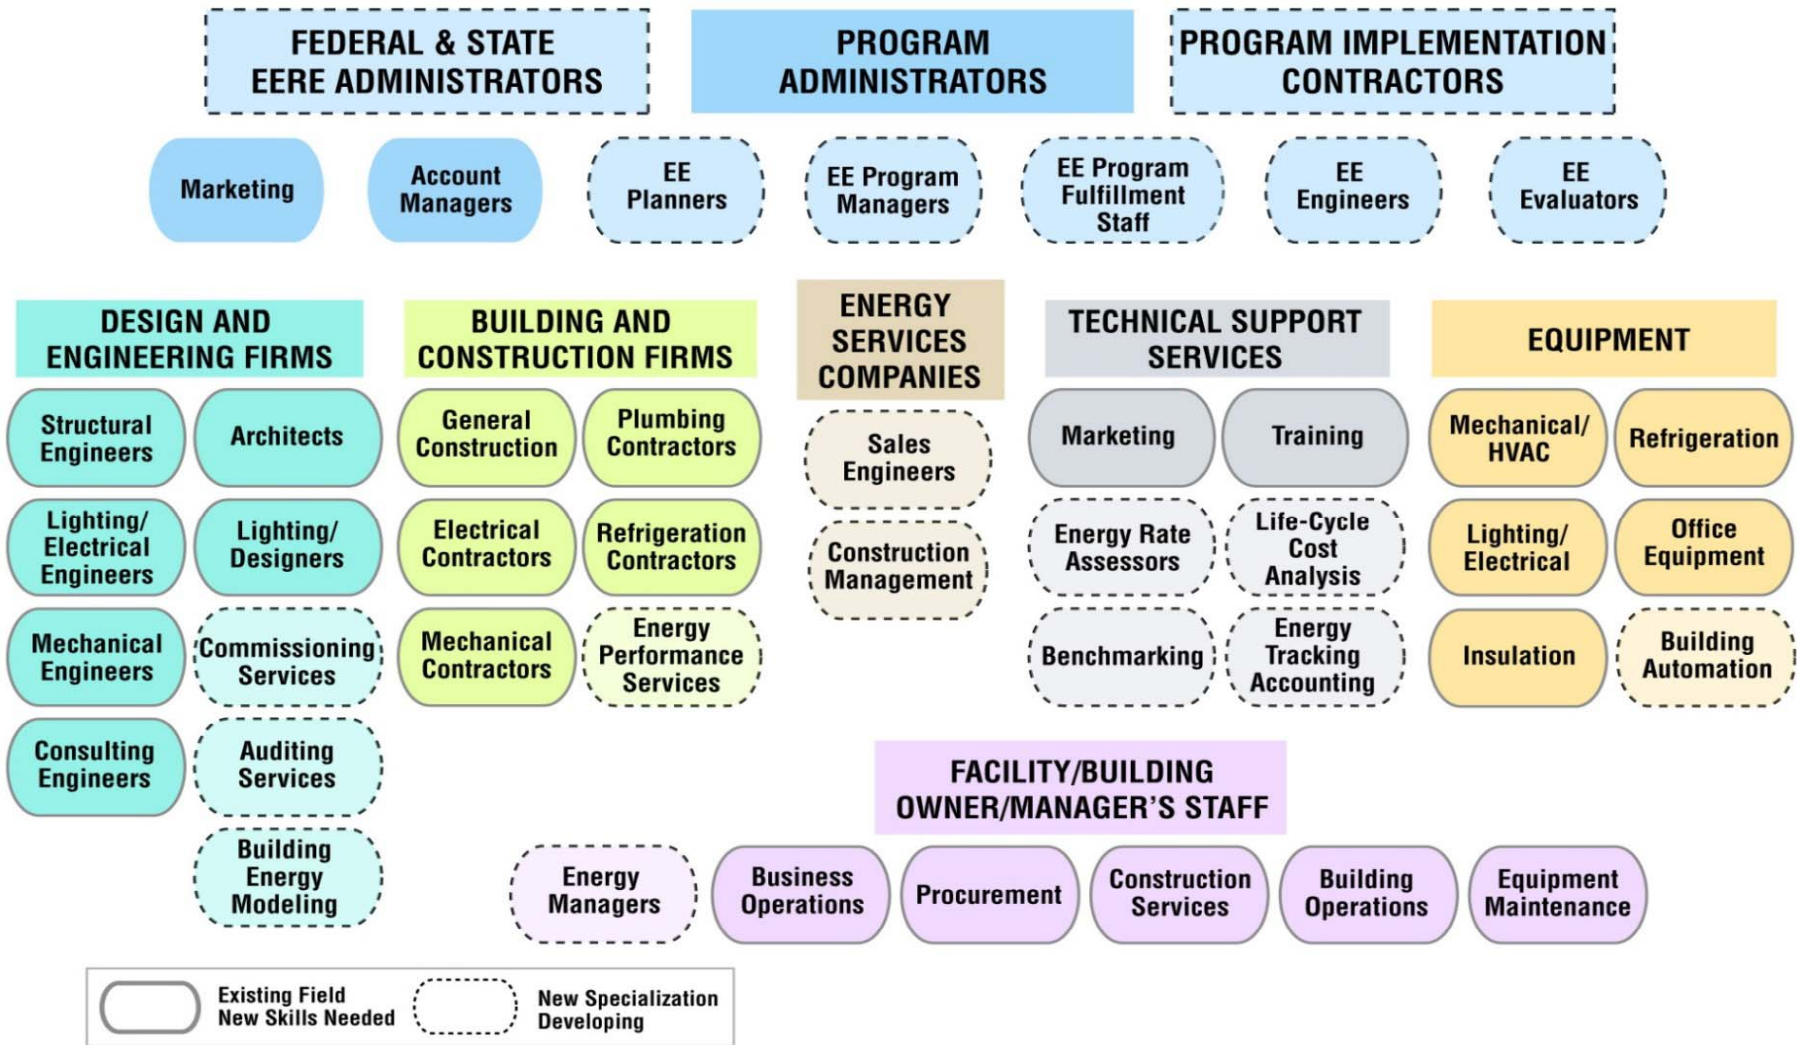 FEDERAL & STATE
EERE ADMINISTRATORS
PROGRAM
ADMINISTRATORS
PROGRAM IMPLEMENTATION
CONTRACTORS
Marketing
Account
Managers
EE
Planners
EE Program
Managers
EE Program
Fulfillment
Staff
EE
Engineers
EE
Evaluators
DESIGN AND
ENGINEERING FIRMS
Structural
Engineers
Architects
Lighting/
Electrical
Engineers
Lighting/
Designers
Mechanical
Engineers
Commissioning
Services
Consulting
Engineers
Auditing
Services
Building
Energy
Modeling
BUILDING AND
CONSTRUCTION FIRMS
General
Construction
Plumbing
Contractors
Electrical
Contractors
Refrigeration
Contractors
Mechanical
Contractors
Energy
Performance
Services
ENERGY
SERVICES
COMPANIES
Sales
Engineers
Construction
Management
TECHNICAL SUPPORT
SERVICES
Marketing
Training
Energy Rate
Assessors
Life-Cycle
Cost
Analysis
Benchmarking
Energy
Tracking
Accounting
EQUIPMENT
Mechanical/
HVAC
Refrigeration
Lighting/
Electrical
Office
Equipment
Insulation
Building
Automation
FACILITY/BUILDING
OWNER/MANAGER’S STAFF
Energy
Managers
Business
Operations
Procurement
Construction
Services
Building
Operations
Equipment
Maintenance
Existing Field
New Skills Needed
New Specialization
Developing